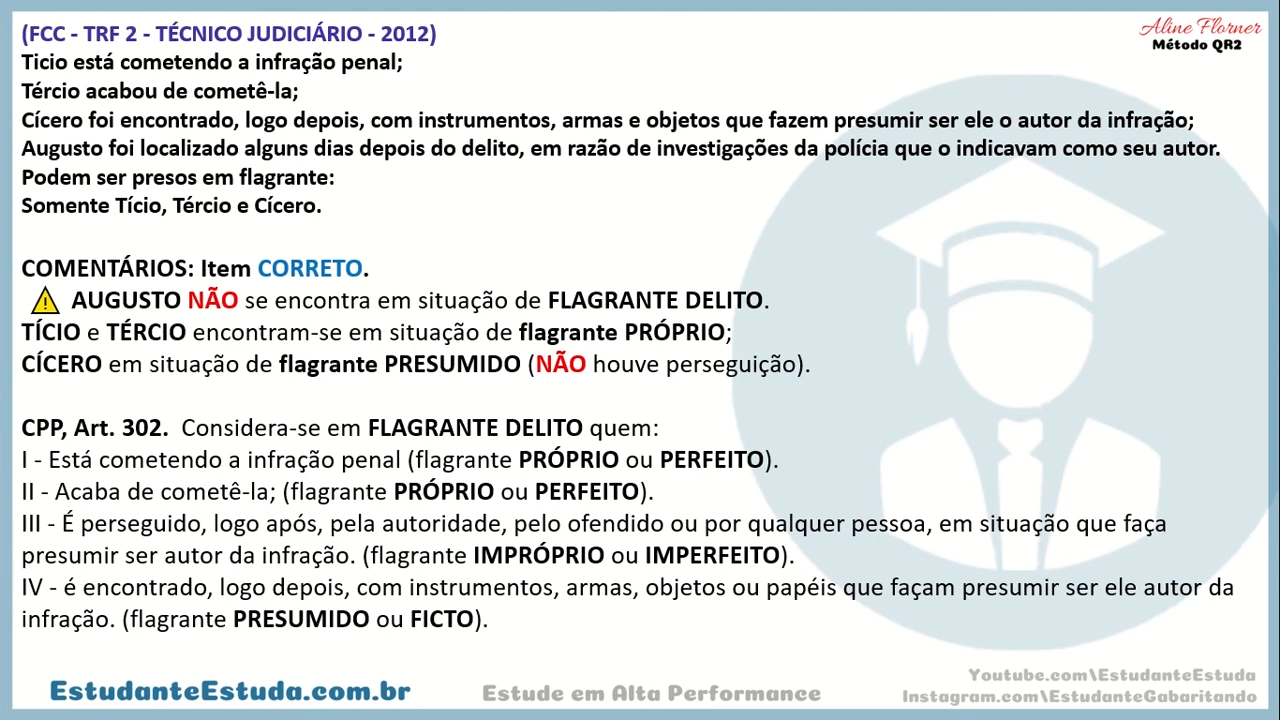 (FCC - TRF 2 - TÉCNICO JUDICIÁRIO - 2012)
Aline Florner
Método QR2
Ticio está cometendo a infração penal;
Tércio acabou de cometê-la;
Cícero foi encontrado, logo depois, com instrumentos, armas e objetos que fazem presumir ser ele o autor da infração;
Augusto foi localizado alguns dias depois do delito, em razão de investigações da polícia que o indicavam como seu autor.
Podem ser presos em flagrante:
Somente Tício, Tércio e Cícero.
COMENTÁRIOS: Item CORRETO.
AUGUSTO NÃO se encontra em situação de FLAGRANTE DELITO.
TÍCIO e TÉRCIO encontram-se em situação de flagrante PRÓPRIO;
CÍCERO em situação de flagrante PRESUMIDO (NÃO houve perseguição).
CPP, Art. 302. Considera-se em FLAGRANTE DELITO quem:
I - Está cometendo a infração penal (flagrante PRÓPRIO ou PERFEITO).
II - Acaba de cometê-la; (flagrante PRÓPRIO ou PERFEITO).
III - É perseguido, logo após, pela autoridade, pelo ofendido ou por qualquer pessoa, em situação que faça
presumir ser autor da infração. (flagrante IMPRÓPRIO ou IMPERFEITO).
IV - é encontrado, logo depois, com instrumentos, armas, objetos ou papéis que façam presumir ser ele autor da
infração. (flagrante PRESUMIDO ou FICTO).
EstudanteEstuda.com.br
Estude em Alta Performance
Youtube.com\EstudanteEstuda
Instagram.com\EstudanteGabaritando